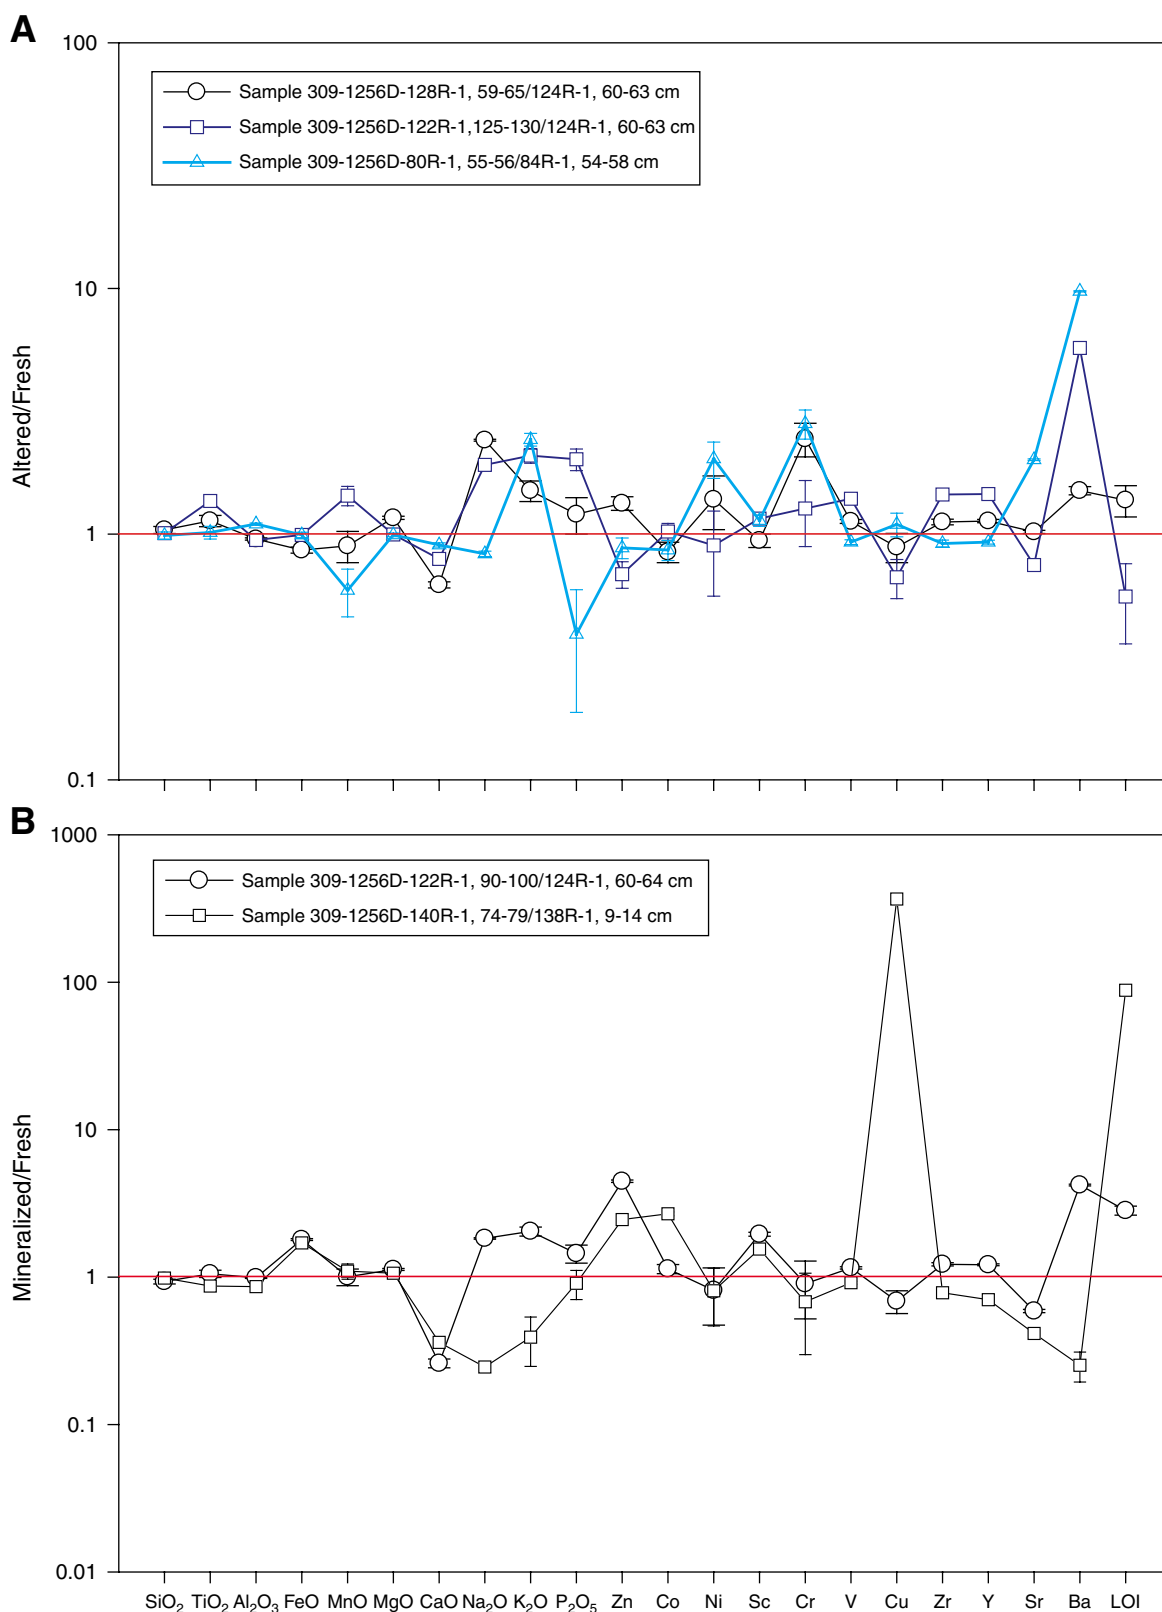 A
100
Sample 309-1256D-128R-1, 59-65/124R-1, 60-63 cm
Sample 309-1256D-122R-1,125-130/124R-1, 60-63 cm
Sample 309-1256D-80R-1, 55-56/84R-1, 54-58 cm
10
Altered/Fresh
1
0.1
B
1000
Sample 309-1256D-122R-1, 90-100/124R-1, 60-64 cm
Sample 309-1256D-140R-1, 74-79/138R-1, 9-14 cm
100
10
Mineralized/Fresh
1
0.1
0.01
SiO₂ TiO₂ Al₂O₃ FeO MnO MgO CaO Na₂O K₂O P₂O₅ Zn Co Ni Sc Cr V Cu Zr Y Sr Ba LOI